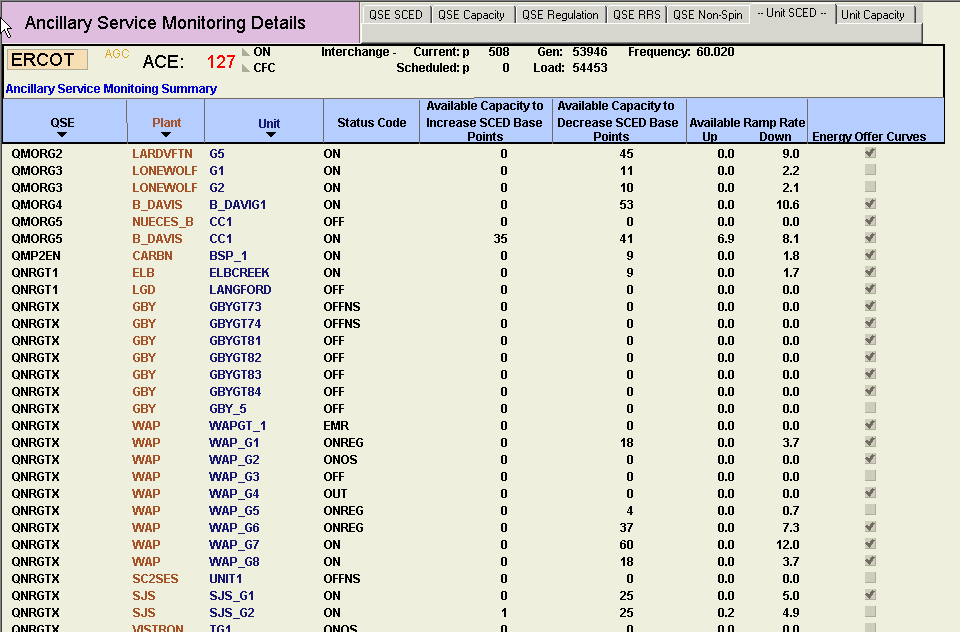 Ancillary Service Monitoring Details
QSE SCED QSE Capacity QSE Regulation QSE RRS QSE Non-Spin -- Unit SCED -- Unit Capacity
ERCOT AGC ACE: 127 ON CFC
Interchange - Current: p 508 Gen: 53946 Frequency: 60.020
Scheduled: p 0 Load: 54453
Ancillary Service Monitoing Summary
QSE Plant Unit Status Code Available Capacity to Increase SCED Base Points Available Capacity to Decrease SCED Base Points Available Ramp Rate Up Down Energy Offer Curves
QMORG2 LARDVFTN G5 ON 0 45 0.0 9.0
QMORG3 LONEWOLF G1 ON 0 11 0.0 2.2
QMORG3 LONEWOLF G2 ON 0 10 0.0 2.1
QMORG4 B_DAVIS B_DAVIG1 ON 0 53 0.0 10.6
QMORG5 NUECES_B CC1 OFF 0 0 0.0 0.0
QMORG5 B_DAVIS CC1 ON 35 41 6.9 8.1
QMP2EN CARBN BSP_1 ON 0 9 0.0 1.8
QNRGT1 ELB ELBCREEK ON 0 9 0.0 1.7
QNRGT1 LGD LANGFORD OFF 0 0 0.0 0.0
QNRGTX GBY GBYGT73 OFFNS 0 0 0.0 0.0
QNRGTX GBY GBYGT74 OFFNS 0 0 0.0 0.0
QNRGTX GBY GBYGT81 OFF 0 0 0.0 0.0
QNRGTX GBY GBYGT82 OFF 0 0 0.0 0.0
QNRGTX GBY GBYGT83 OFF 0 0 0.0 0.0
QNRGTX GBY GBYGT84 OFF 0 0 0.0 0.0
QNRGTX GBY GBY_5 OFF 0 0 0.0 0.0
QNRGTX WAP WAPGT_1 EMR 0 0 0.0 0.0
QNRGTX WAP WAP_G1 ONREG 0 18 0.0 3.7
QNRGTX WAP WAP_G2 ONOS 0 0 0.0 0.0
QNRGTX WAP WAP_G3 OFF 0 0 0.0 0.0
QNRGTX WAP WAP_G4 OUT 0 0 0.0 0.0
QNRGTX WAP WAP_G5 ONREG 0 4 0.0 0.7
QNRGTX WAP WAP_G6 ONREG 0 37 0.0 7.3
QNRGTX WAP WAP_G7 ON 0 60 0.0 12.0
QNRGTX WAP WAP_G8 ON 0 18 0.0 3.7
QNRGTX SC2SES UNIT1 OFFNS 0 0 0.0 0.0
QNRGTX SJS SJS_G1 ON 0 25 0.0 5.0
QNRGTX SJS SJS_G2 ON 1 25 0.2 4.9
QNRGTX VISTRON TG1 ONOS 0 0 0.0 0.0